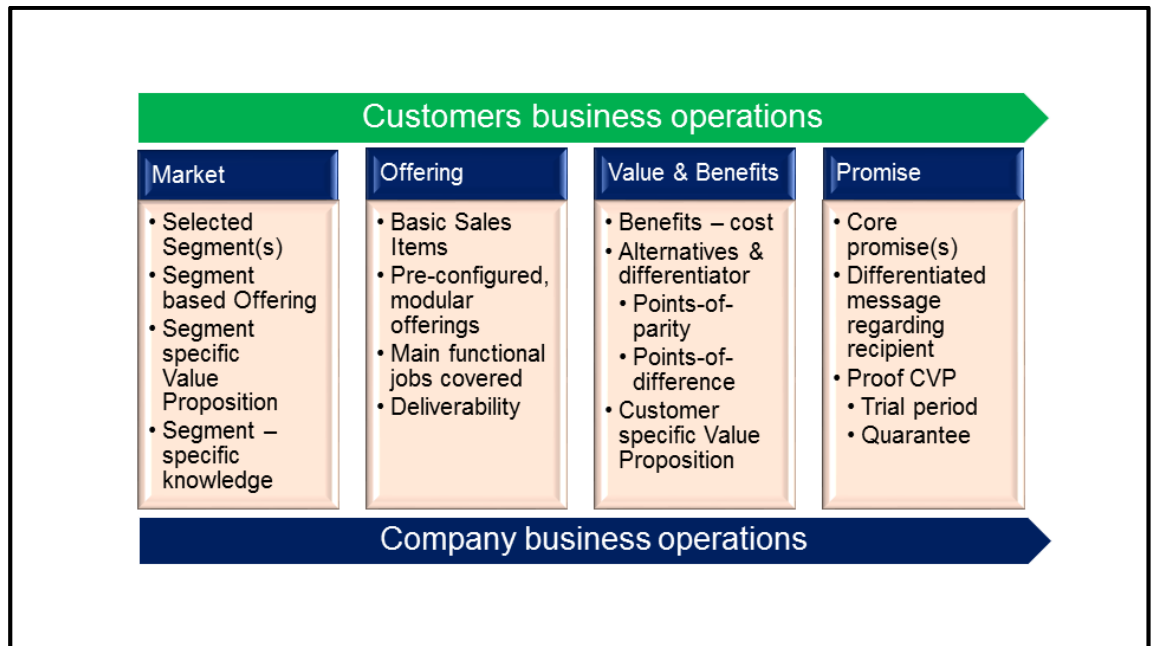 Customers business operations
Market
• Selected
Segment(s)
• Segment
based Offering
• Segment
specific
Value
Proposition
• Segment –
specific
knowledge
Offering
• Basic Sales
Items
• Pre-configured,
modular
offerings
• Main functional
jobs covered
• Deliverability
Value & Benefits
• Benefits – cost
• Alternatives &
differentiator
• Points-of-
parity
• Points-of-
difference
• Customer
specific Value
Proposition
Promise
• Core
promise(s)
• Differentiated
message
regarding
recipient
• Proof CVP
• Trial period
• Quarantee
Company business operations